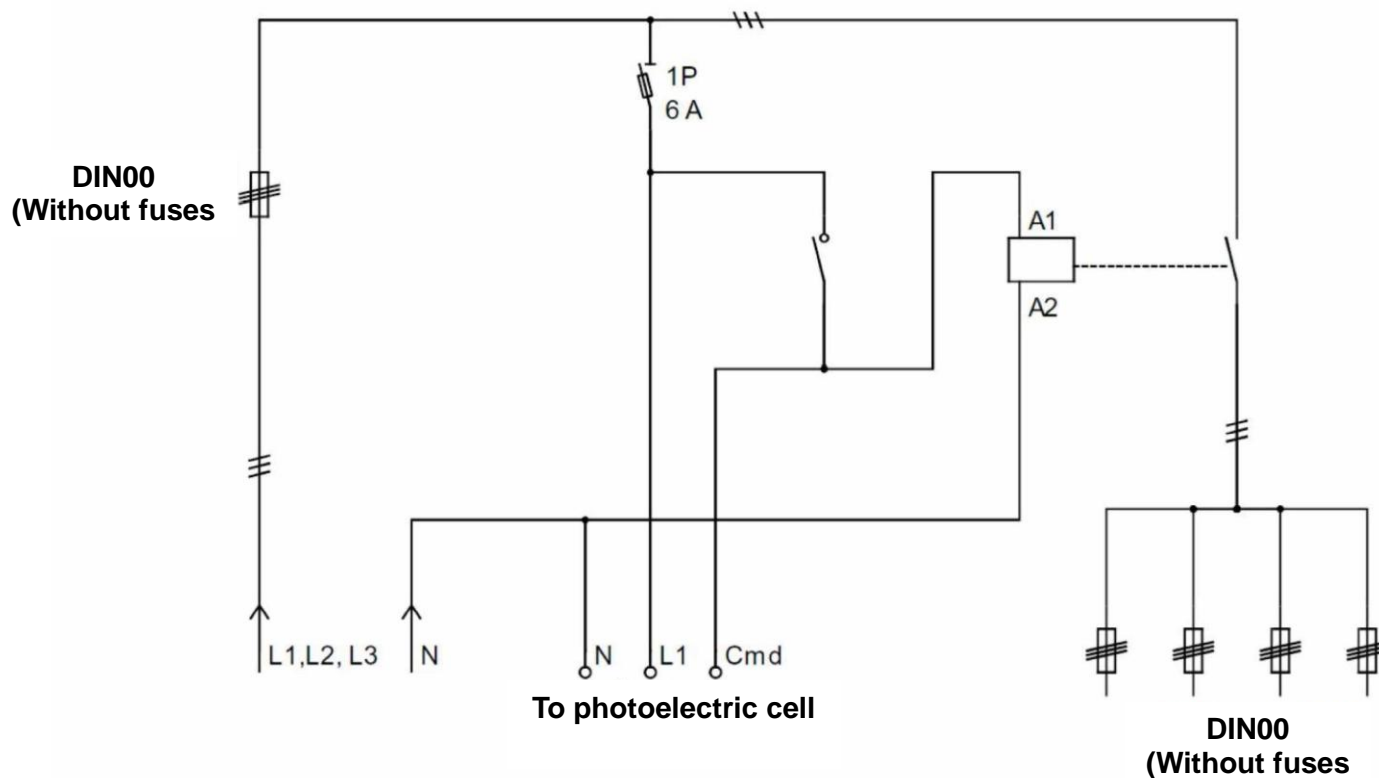 1P
6 A
DIN00
(Without fuses
A1
A2
L1,L2, L3
N
N
L1
Cmd
To photoelectric cell
DIN00
(Without fuses